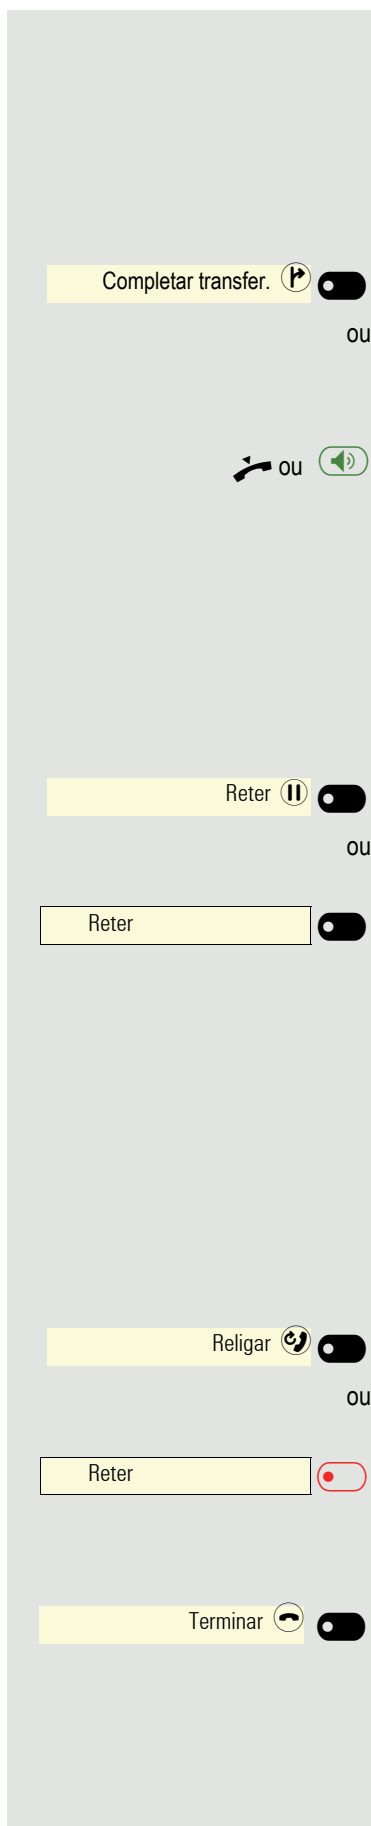 Completar transfer.
ou
ou
Reter
ou
Reter
Religar
ou
Reter
Terminar